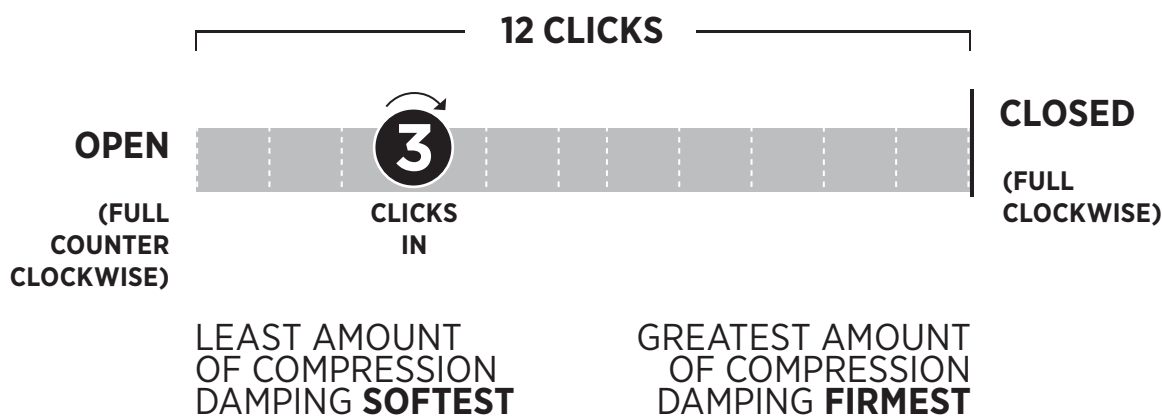 12 CLICKS
OPEN
(FULL
COUNTER
CLOCKWISE)
3
CLICKS
IN
CLOSED
(FULL
CLOCKWISE)
LEAST AMOUNT
OF COMPRESSION
DAMPING SOFTEST
GREATEST AMOUNT
OF COMPRESSION
DAMPING FIRMEST